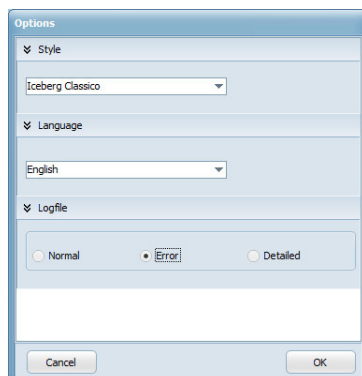 Options
Style
Iceberg Classico
Language
English
Logfile
Normal Error Detailed
Cancel OK